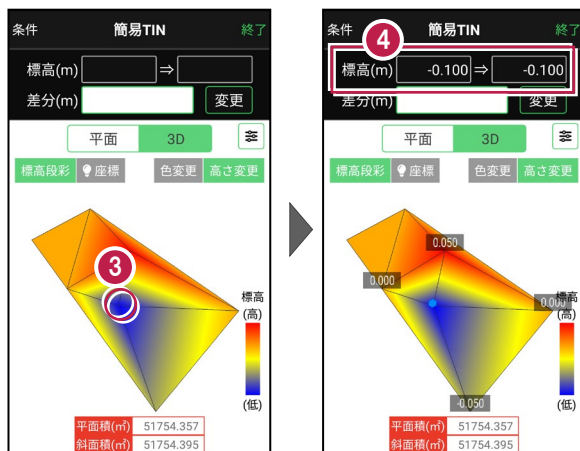 条件 簡易TIN 終了
標高(m) ⇒
差分(m) 変更
平面 3D
標高段彩 座標 色変更 高さ変更
3
標高
(高)
(低)
平面積(㎡) 51754.357
斜面積(㎡) 51754.395
条件 簡易TIN 終了
4
標高(m) -0.100 ⇒ -0.100
差分(m) 変更
平面 3D
標高段彩 座標 色変更 高さ変更
0.050
0.000
0.000
標高
(高)
-0.050
(低)
平面積(㎡) 51754.357
斜面積(㎡) 51754.395